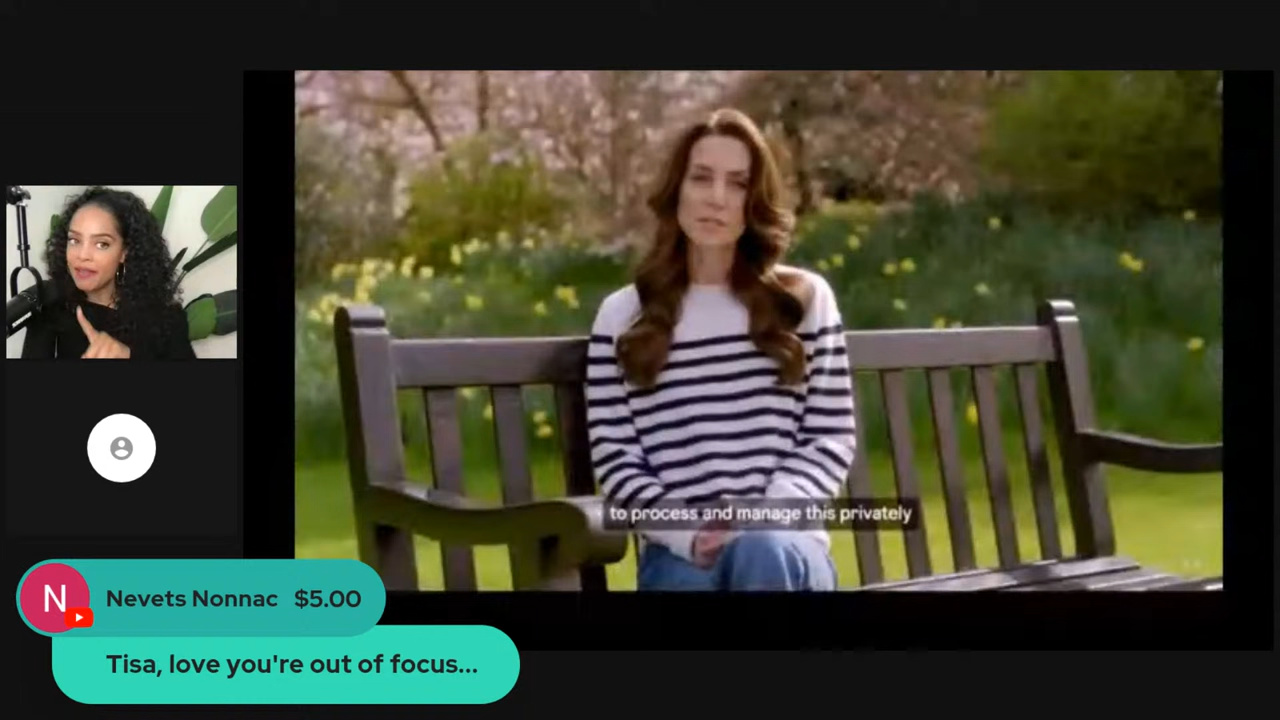 to process and manage this privately
N
Nevets Nonnac $5.00
Tisa, love you're out of focus...